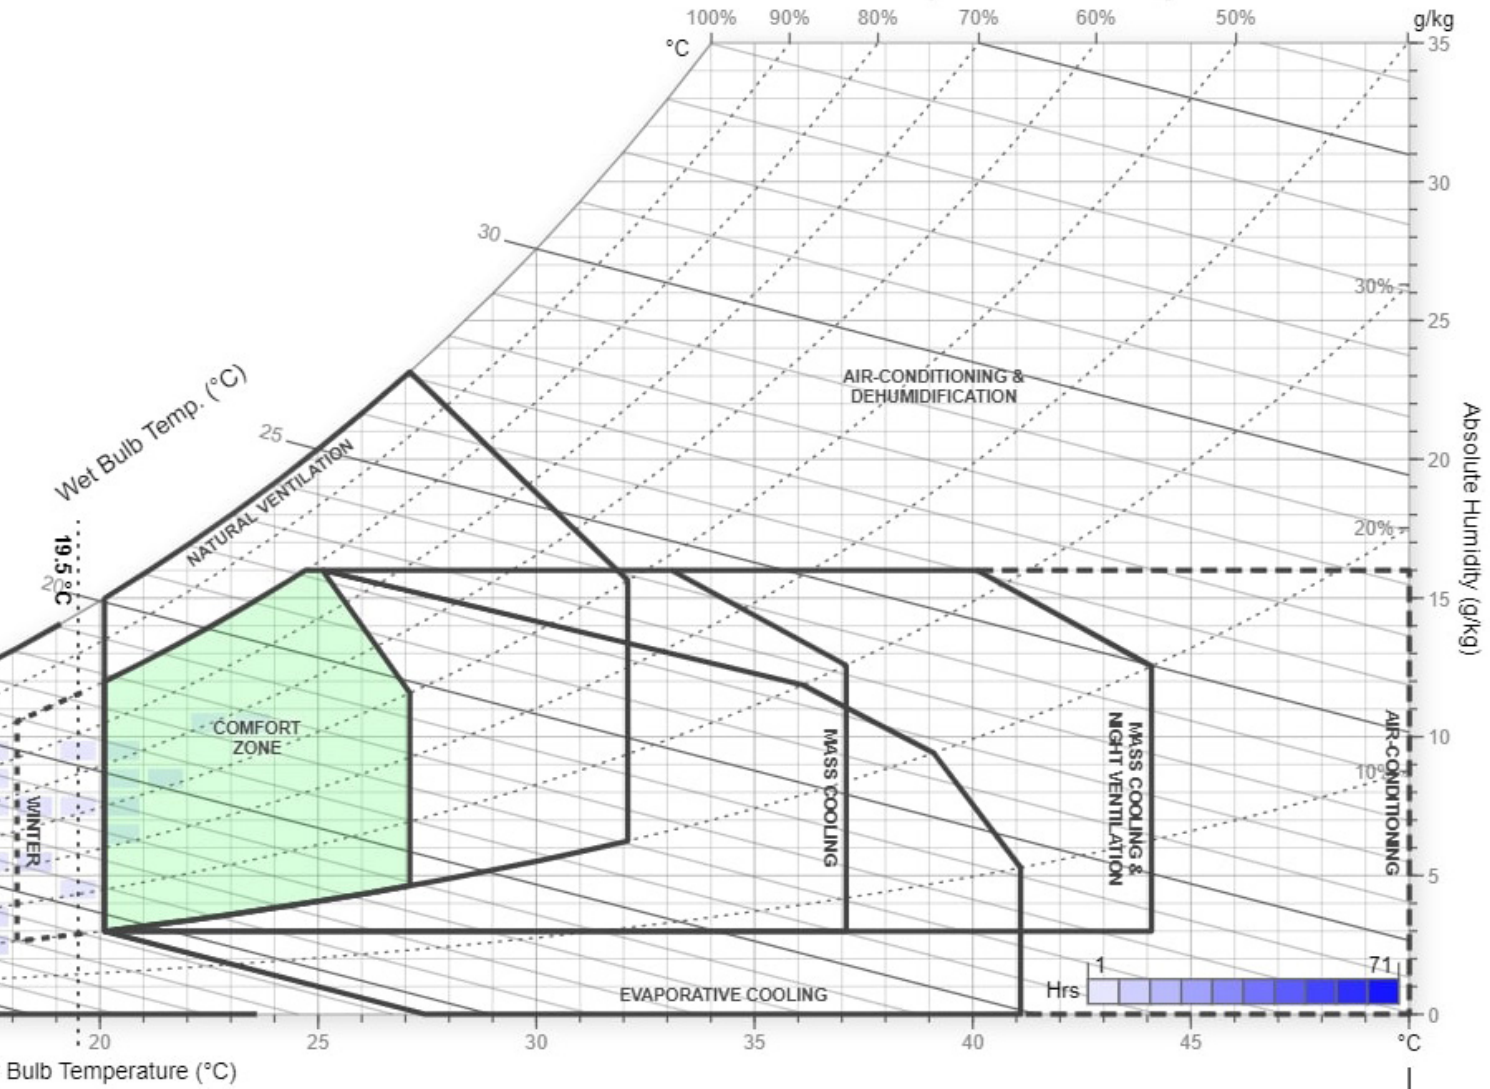 100% 90% 80% 70% 60% 50% g/kg
°C
35
30
30
30%
25
AIR-CONDITIONING &
DEHUMIDIFICATION
Wet Bulb Temp. (°C)
25
NATURAL VENTILATION
20
Absolute Humidity (g/kg)
20%
19.5 °C
20
15
COMFORT
ZONE
WINTER
MASS COOLING
MASS COOLING &
NIGHT VENTILATION
AIR-CONDITIONING
10
10%
5
EVAPORATIVE COOLING
Hrs 1 71
0
20 25 30 35 40 45 °C
Bulb Temperature (°C)